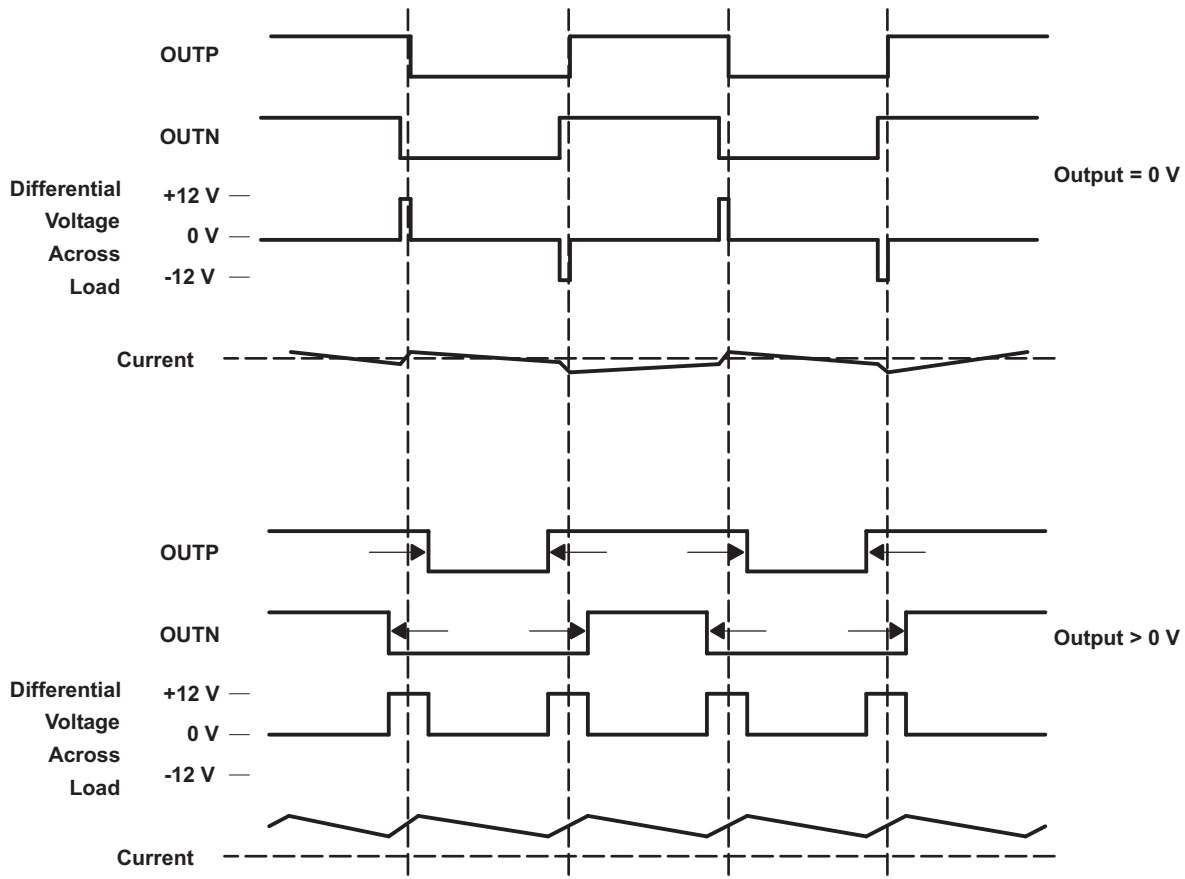 OUTP
OUTN
Differential
Voltage
Across
Load
+12 V
0 V
-12 V
Output = 0 V
Current
OUTP
OUTN
Output > 0 V
Differential
Voltage
Across
Load
+12 V
0 V
-12 V
Current